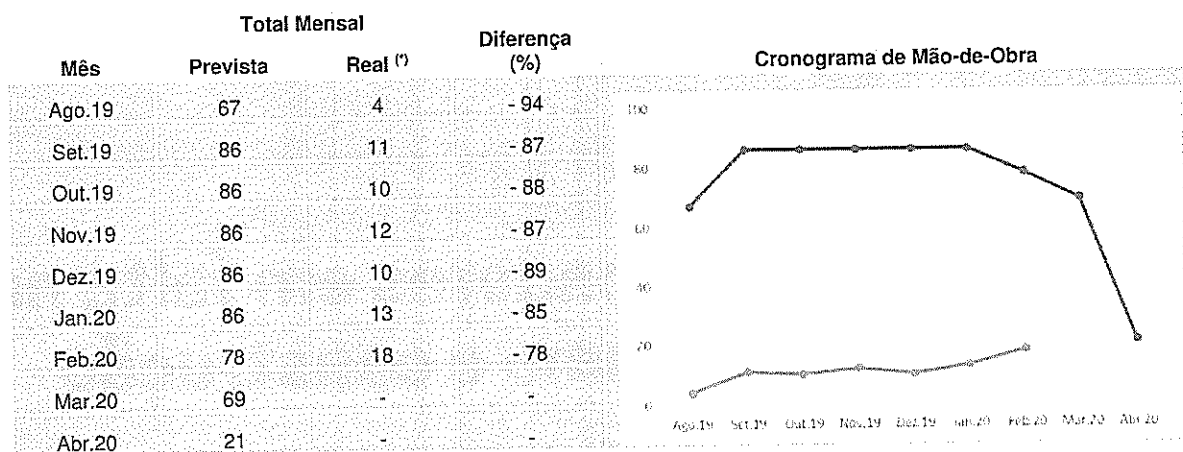 Total Mensal
Mês Prevista Real (*) Diferença (%)
Ago.19 67 4 - 94
Set.19 86 11 - 87
Out.19 86 10 - 88
Nov.19 86 12 - 87
Dez.19 86 10 - 89
Jan.20 86 13 - 85
Feb.20 78 18 - 78
Mar.20 69 - -
Abr.20 21 - -
Cronograma de Mão-de-Obra
100
80
60
40
20
0
Ago.19 Set.19 Out.19 Nov.19 Dez.19 Jan.20 Feb.20 Mar.20 Abr.20